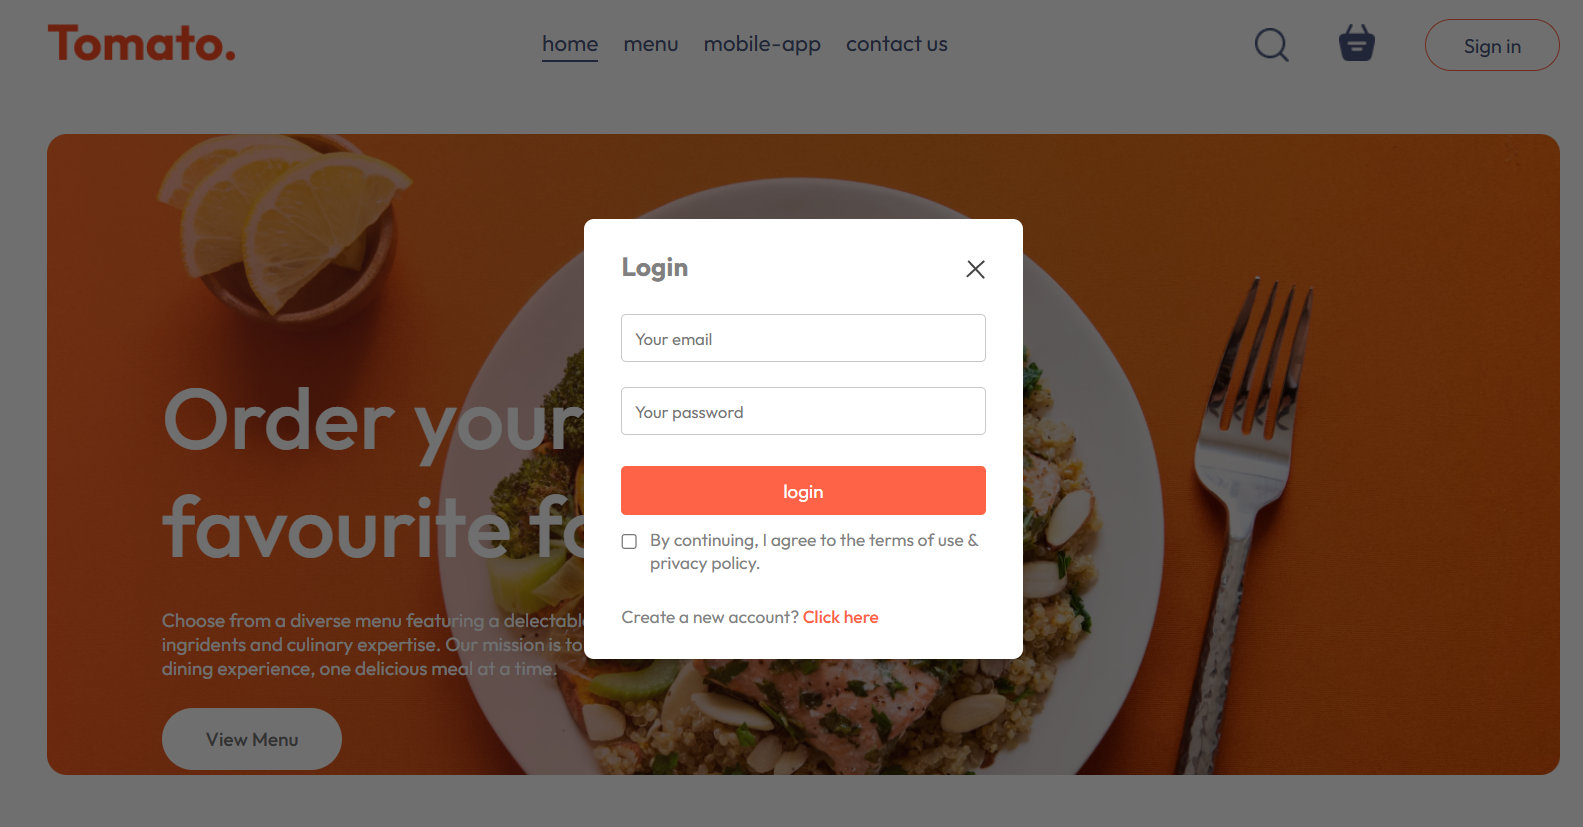 Tomato.
home menu mobile-app contact us
Sign in
Login
Your email
Your password
login
By continuing, I agree to the terms of use &
privacy policy.
Create a new account? Click here
Order your
favourite
Choose from a diverse menu featuring a delectable
ingridents and culinary expertise. Our mission is to
dining experience, one delicious meal at a time.
View Menu